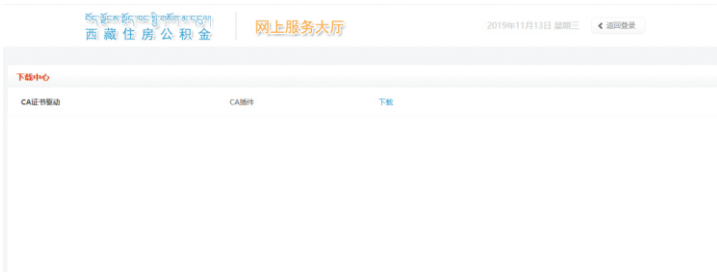 西藏住房公积金
网上服务大厅
2019年11月13日 星期三
返回登录
下载中心
CA证书驱动 CA插件 下载